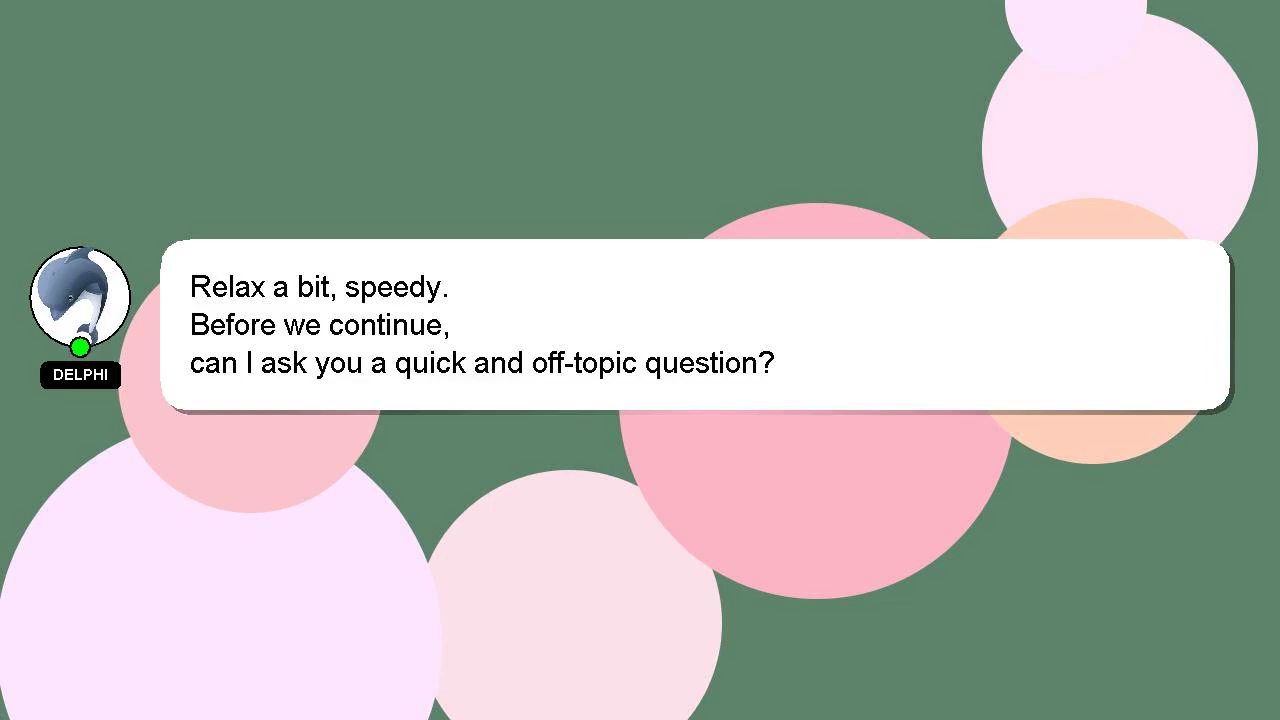 Relax a bit, speedy.
Before we continue,
can I ask you a quick and off-topic question?
DELPHI